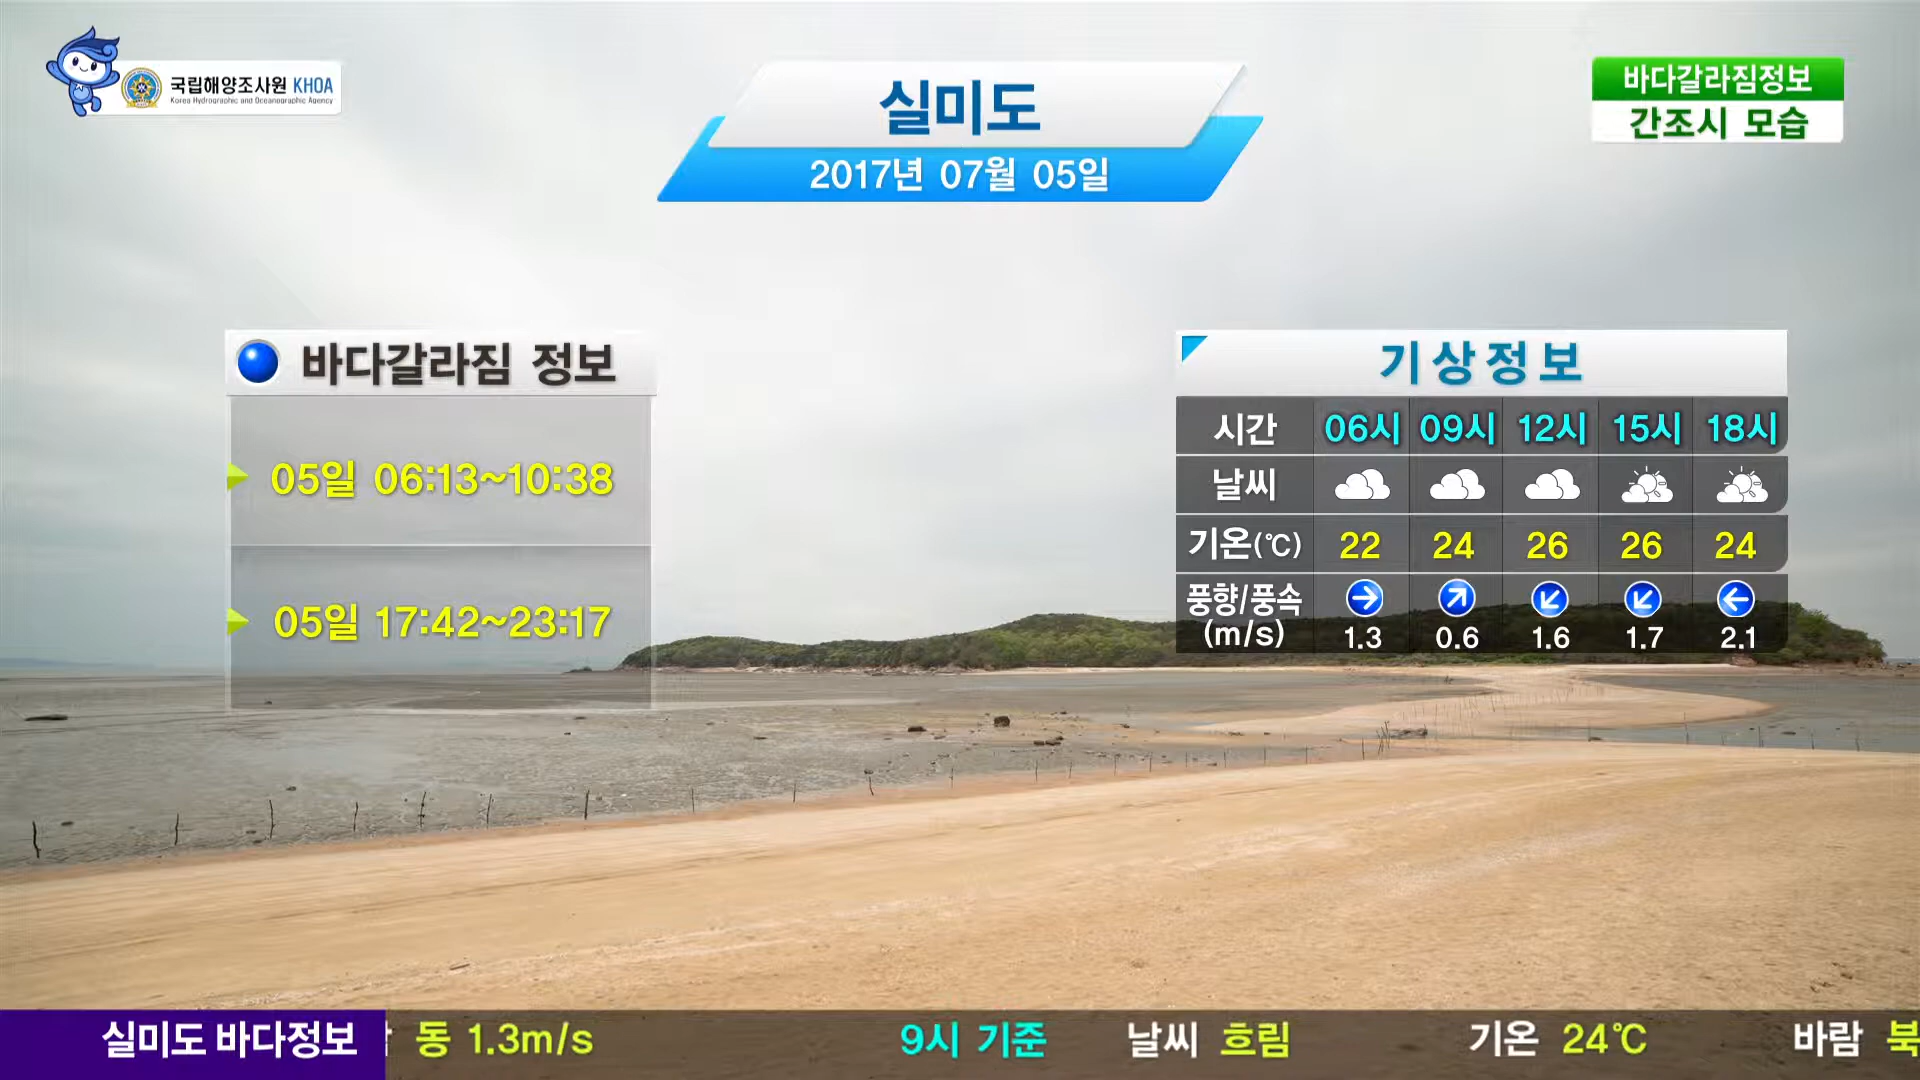 국립해양조사원 KHOA
Korea Hydrographic and Oceanographic Agency
실미도
2017년 07월 05일
바다갈라짐정보
간조시 모습
바다갈라짐 정보
05일 06:13~10:38
05일 17:42~23:17
기상정보
시간 06시 09시 12시 15시 18시
날씨
기온(℃) 22 24 26 26 24
풍향/풍속
(m/s) 1.3 0.6 1.6 1.7 2.1
실미도 바다정보 동 1.3m/s 9시 기준 날씨 흐림 기온 24℃ 바람 북